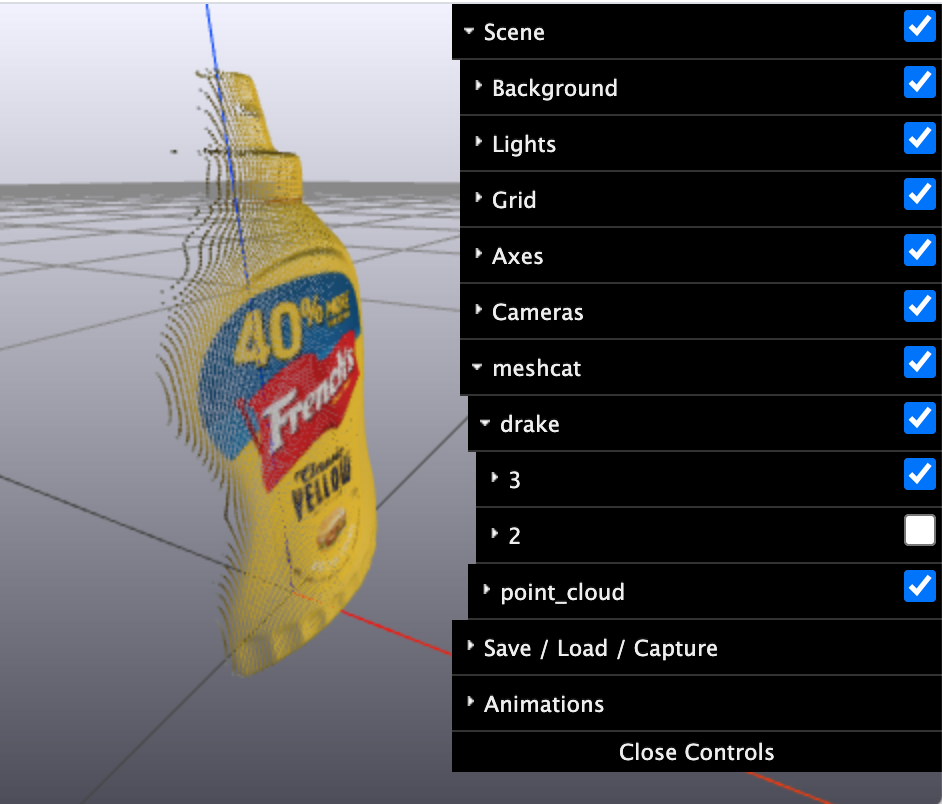 Scene
Background
Lights
Grid
Axes
Cameras
meshcat
drake
3
2
point_cloud
Save / Load / Capture
Animations
Close Controls
40% MORE
French's
Classic
YELLOW